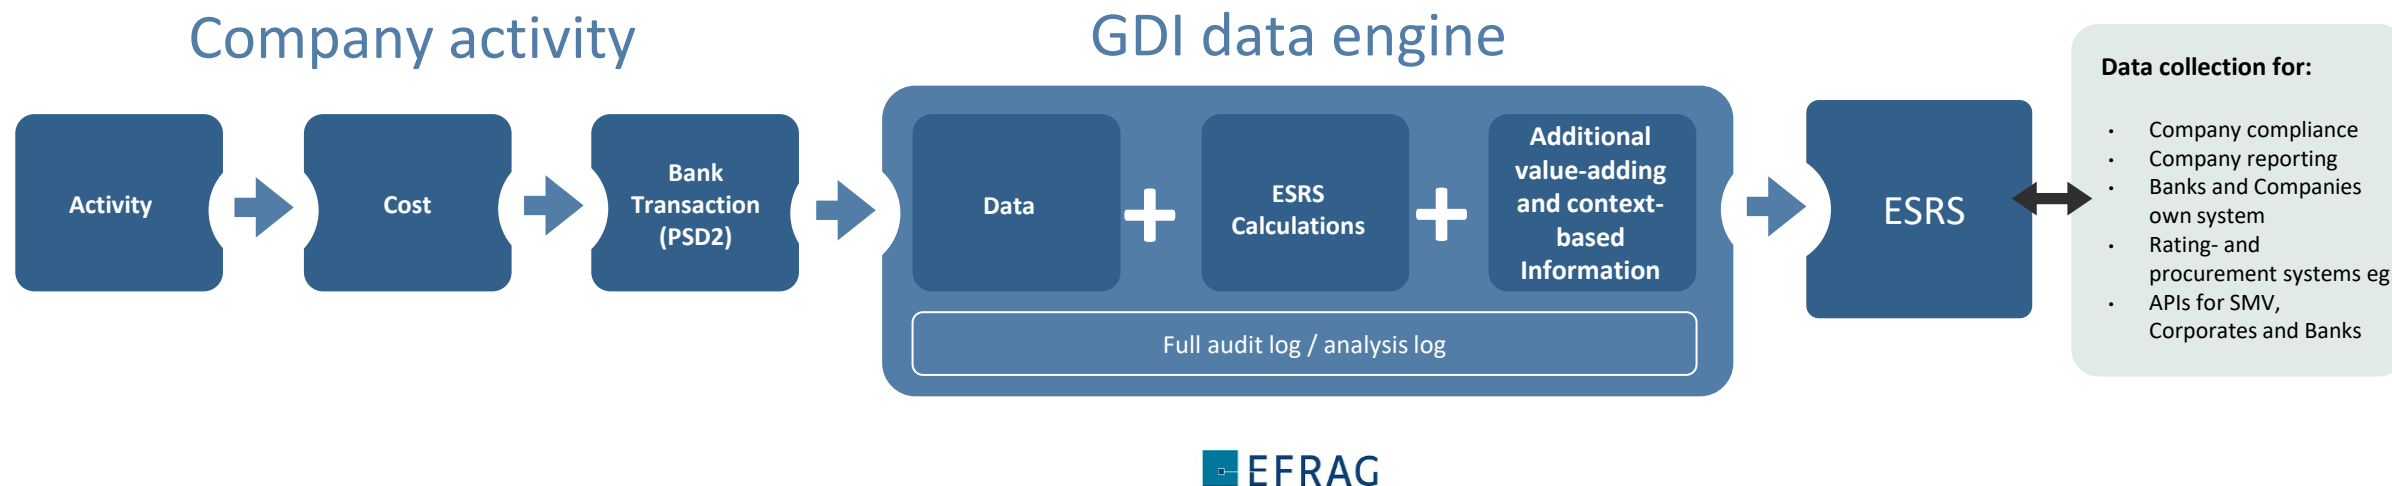 Company activity
GDI data engine
Activity
Cost
Bank
Transaction
(PSD2)
Data
ESRS
Calculations
Additional
value-adding
and context-
based
Information
Full audit log / analysis log
ESRS
Data collection for:
· Company compliance
· Company reporting
· Banks and Companies
own system
· Rating- and
procurement systems eg
· APIs for SMV,
Corporates and Banks
EFRAG